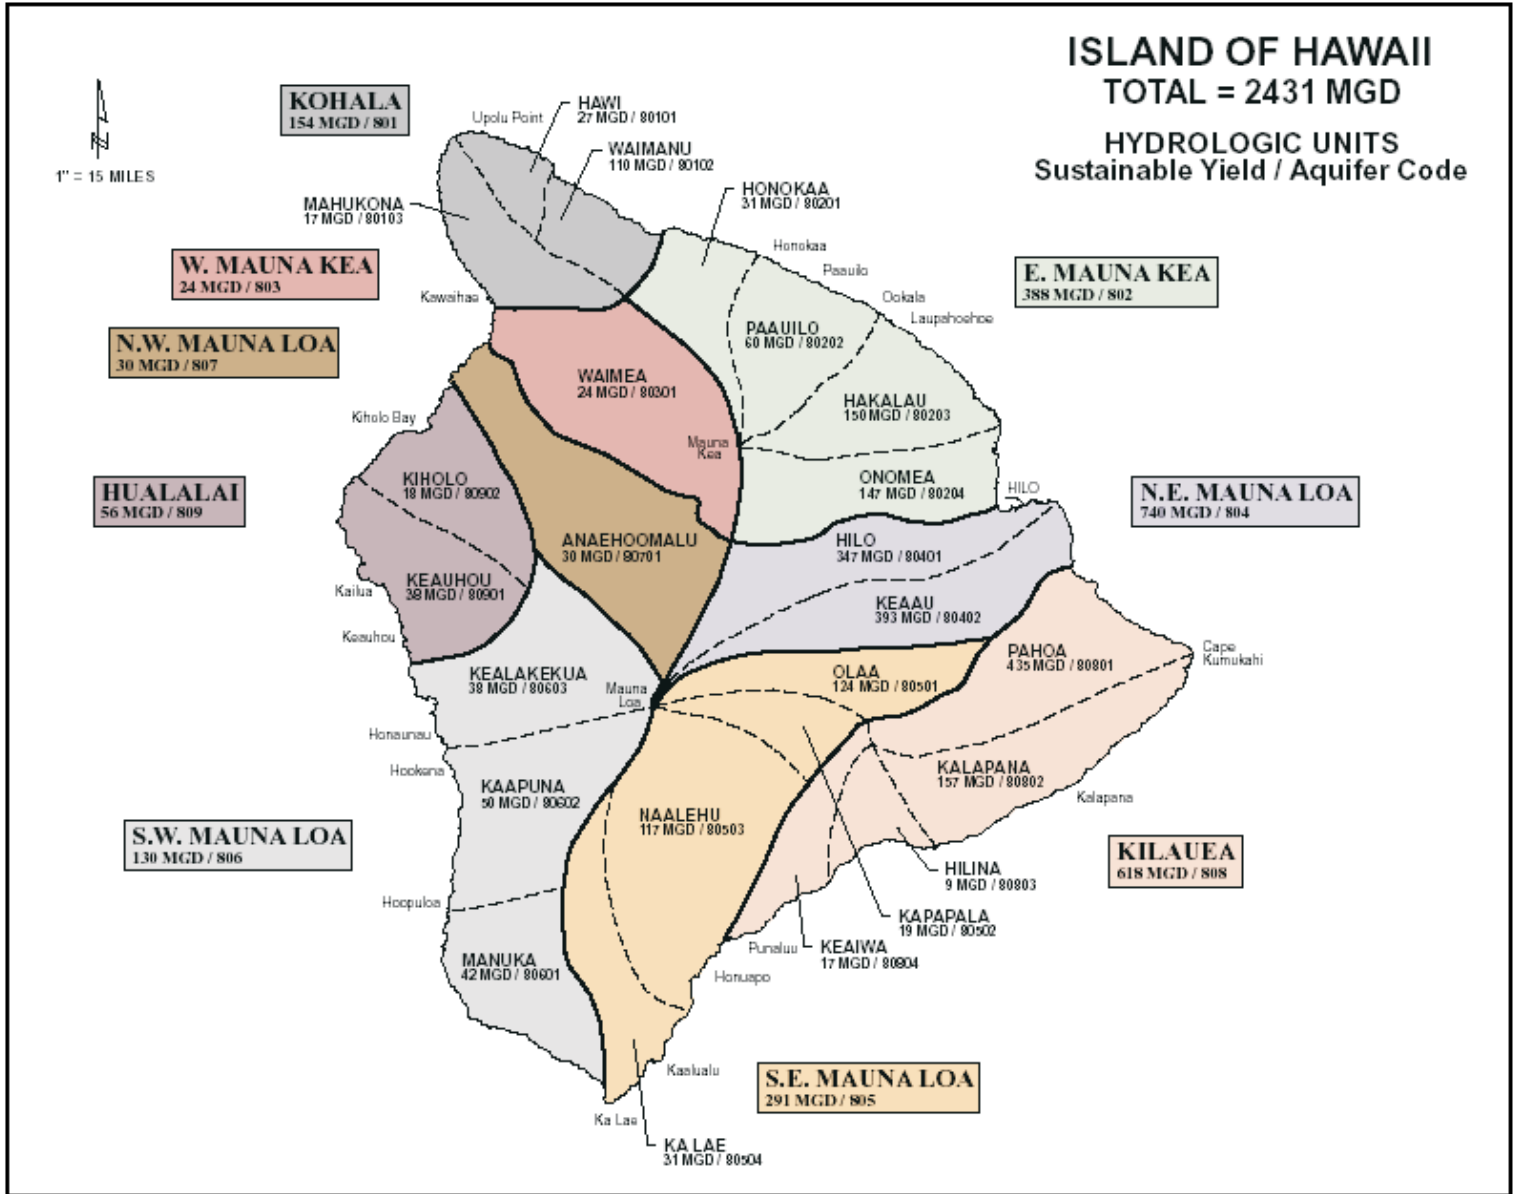 ISLAND OF HAWAII
TOTAL = 2431 MGD
HYDROLOGIC UNITS
Sustainable Yield / Aquifer Code
1" = 15 MILES
KOHALA
154 MGD / 801
Upolu Point
HAWI
27 MGD / 80101
WAIMANU
110 MGD / 80102
MAHUKONA
17 MGD / 80103
HONOKAA
31 MGD / 80201
Honokaa
Paauilo
Ookala
Laupahoehoe
W. MAUNA KEA
24 MGD / 803
E. MAUNA KEA
388 MGD / 802
Kawaihae
N.W. MAUNA LOA
30 MGD / 807
PAAUILO
60 MGD / 80202
WAIMEA
24 MGD / 80301
HAKALAU
150 MGD / 80203
Kiholo Bay
Mauna
Kea
ONOMEA
147 MGD / 80204
HILO
HUALALAI
56 MGD / 809
KIHOLO
18 MGD / 80902
N.E. MAUNA LOA
740 MGD / 804
ANAEHOOMALU
30 MGD / 80701
HILO
347 MGD / 80401
KEAUHOU
38 MGD / 80901
Kailua
KEAAU
393 MGD / 80402
Keauhou
PAHOA
435 MGD / 80801
Cape
Kumukahi
KEALAKEKUA
38 MGD / 80603
Mauna
Loa
OLAA
124 MGD / 80501
Honaunau
Hookena
KAAPUNA
50 MGD / 80602
KALAPANA
157 MGD / 80802
Kalapana
NAALEHU
117 MGD / 80503
S.W. MAUNA LOA
130 MGD / 806
KILAUEA
618 MGD / 808
HILINA
9 MGD / 80803
Hoopuloa
KAPAPALA
19 MGD / 80502
Punaluu
KEAIWA
17 MGD / 80804
MANUKA
42 MGD / 80601
Honuapo
Kaalualu
S.E. MAUNA LOA
291 MGD / 805
Ka Lae
KA LAE
31 MGD / 80504